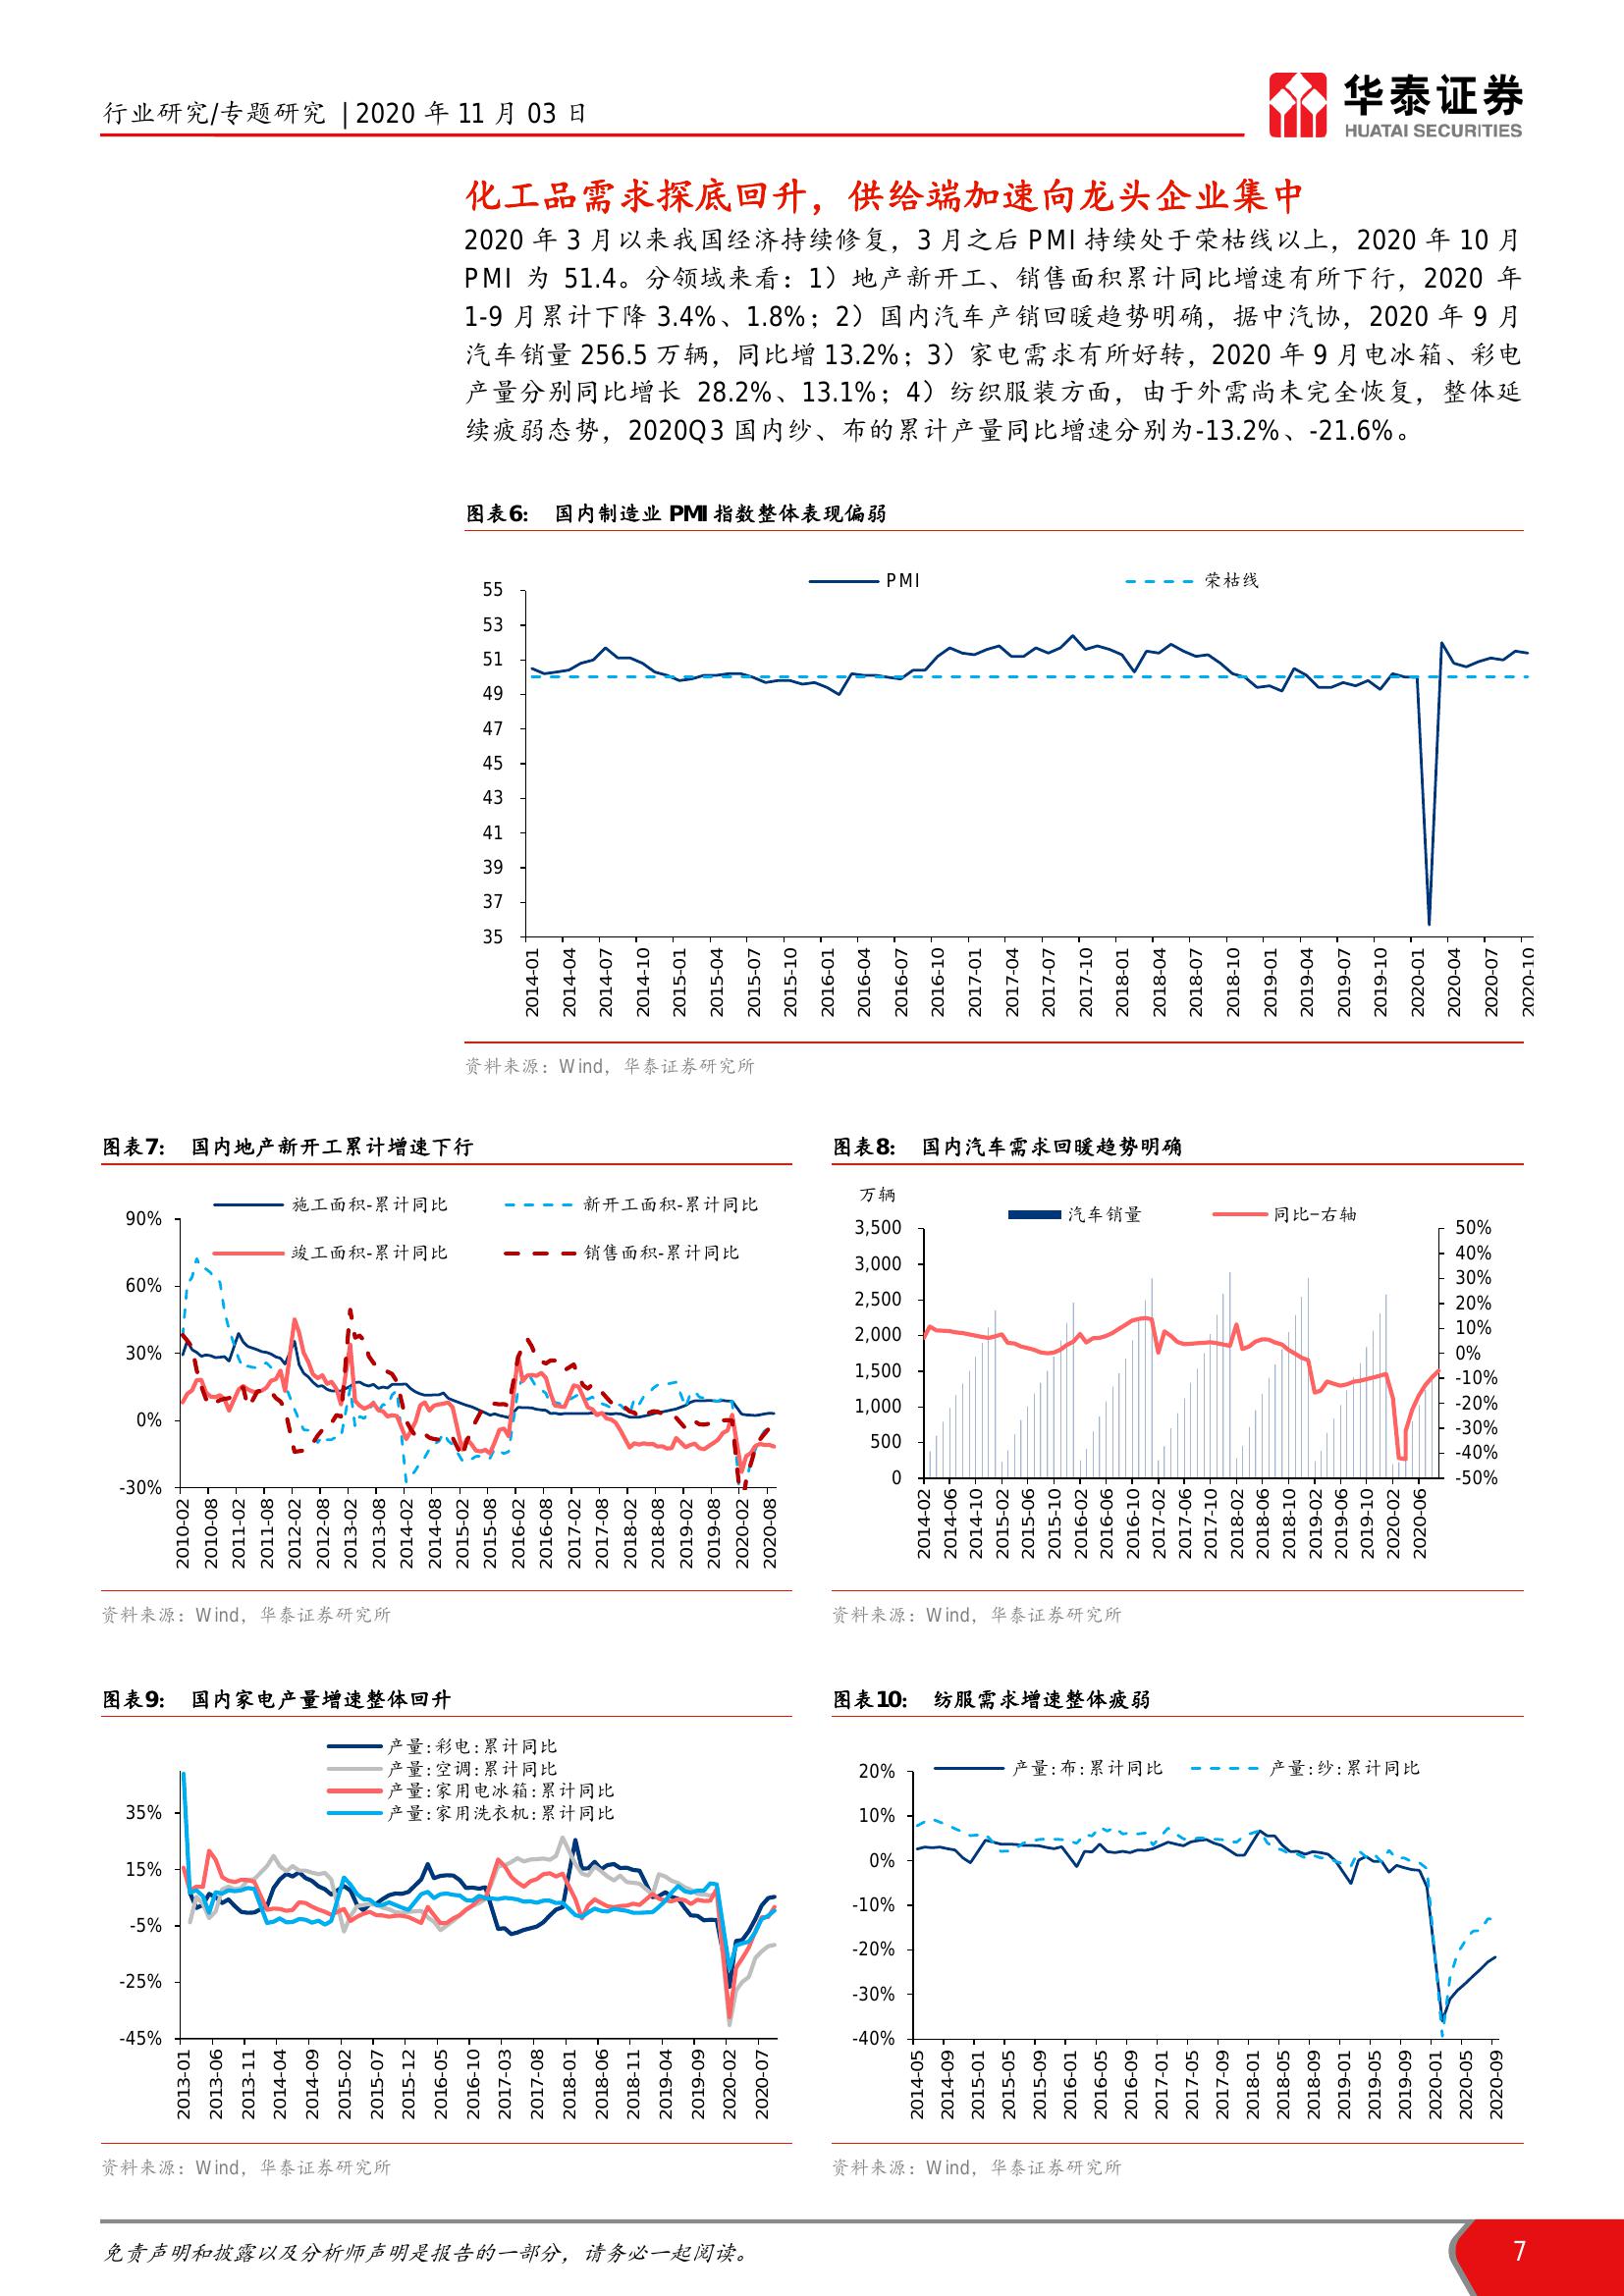 行业研究/专题研究 | 2020 年 11 月 03 日
华泰证券
HUATAI SECURITIES
化工品需求探底回升，供给端加速向龙头企业集中
2020 年 3 月以来我国经济持续修复，3 月之后 PMI 持续处于荣枯线以上，2020 年 10 月
PMI 为 51.4。分领域来看：1）地产新开工、销售面积累计同比增速有所下行，2020 年
1-9 月累计下降 3.4%、1.8%；2）国内汽车产销回暖趋势明确，据中汽协，2020 年 9 月
汽车销量 256.5 万辆，同比增 13.2%；3）家电需求有所好转，2020 年 9 月电冰箱、彩电
产量分别同比增长 28.2%、13.1%；4）纺织服装方面，由于外需尚未完全恢复，整体延
续疲弱态势，2020Q3 国内纱、布的累计产量同比增速分别为-13.2%、-21.6%。
图表6： 国内制造业 PMI 指数整体表现偏弱
PMI 荣枯线
55
53
51
49
47
45
43
41
39
37
35
2014-01 2014-04 2014-07 2014-10 2015-01 2015-04 2015-07 2015-10 2016-01 2016-04 2016-07 2016-10 2017-01 2017-04 2017-07 2017-10 2018-01 2018-04 2018-07 2018-10 2019-01 2019-04 2019-07 2019-10 2020-01 2020-04 2020-07 2020-10
资料来源：Wind，华泰证券研究所
图表7： 国内地产新开工累计增速下行
施工面积-累计同比 新开工面积-累计同比
竣工面积-累计同比 销售面积-累计同比
90%
60%
30%
0%
-30%
2010-02 2010-08 2011-02 2011-08 2012-02 2012-08 2013-02 2013-08 2014-02 2014-08 2015-02 2015-08 2016-02 2016-08 2017-02 2017-08 2018-02 2018-08 2019-02 2019-08 2020-02 2020-08
资料来源：Wind，华泰证券研究所
图表8： 国内汽车需求回暖趋势明确
万辆
汽车销量 同比-右轴
3,500 50%
3,000 40%
2,500 30%
2,000 20%
1,500 10%
1,000 0%
500 -10%
0 -20%
-30%
-40%
-50%
2014-02 2014-06 2014-10 2015-02 2015-06 2015-10 2016-02 2016-06 2016-10 2017-02 2017-06 2017-10 2018-02 2018-06 2018-10 2019-02 2019-06 2019-10 2020-02 2020-06
资料来源：Wind，华泰证券研究所
图表9： 国内家电产量增速整体回升
产量:彩电:累计同比
产量:空调:累计同比
产量:家用电冰箱:累计同比
产量:家用洗衣机:累计同比
35%
15%
-5%
-25%
-45%
2013-01 2013-06 2013-11 2014-04 2014-09 2015-02 2015-07 2015-12 2016-05 2016-10 2017-03 2017-08 2018-01 2018-06 2018-11 2019-04 2019-09 2020-02 2020-07
资料来源：Wind，华泰证券研究所
图表10： 纺服需求增速整体疲弱
产量:布:累计同比 产量:纱:累计同比
20%
10%
0%
-10%
-20%
-30%
-40%
2014-05 2014-09 2015-01 2015-05 2015-09 2016-01 2016-05 2016-09 2017-01 2017-05 2017-09 2018-01 2018-05 2018-09 2019-01 2019-05 2019-09 2020-01 2020-05 2020-09
资料来源：Wind，华泰证券研究所
免责声明和披露以及分析师声明是报告的一部分，请务必一起阅读。
7